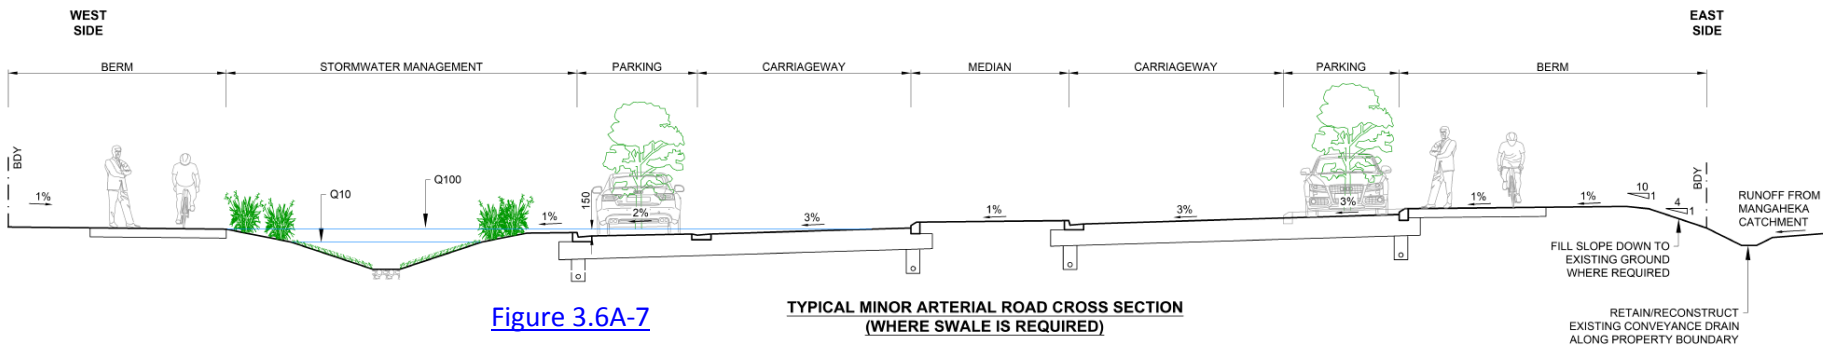 WEST
SIDE
EAST
SIDE
BERM
STORMWATER MANAGEMENT
PARKING
CARRIAGEWAY
MEDIAN
CARRIAGEWAY
PARKING
BERM
BDY
1%
Q10
Q100
1%
150
2%
3%
1%
3%
3%
1%
1%
10
1
4
1
BDY
RUNOFF FROM
MANGAHEKA
CATCHMENT
FILL SLOPE DOWN TO
EXISTING GROUND
WHERE REQUIRED
RETAIN/RECONSTRUCT
EXISTING CONVEYANCE DRAIN
ALONG PROPERTY BOUNDARY
Figure 3.6A-7
TYPICAL MINOR ARTERIAL ROAD CROSS SECTION
(WHERE SWALE IS REQUIRED)